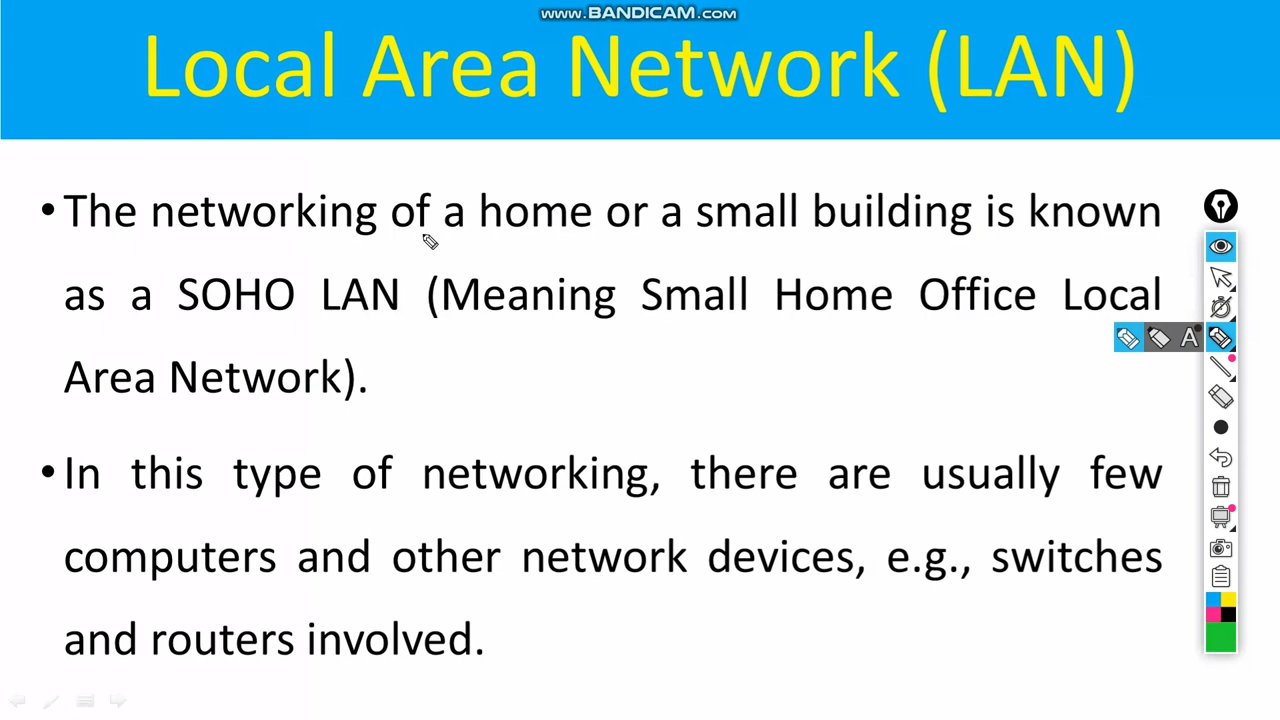 www.BANDICAM.com
Local Area Network (LAN)
• The networking of a home or a small building is known
as a SOHO LAN (Meaning Small Home Office Local
Area Network).
• In this type of networking, there are usually few
computers and other network devices, e.g., switches
and routers involved.
A